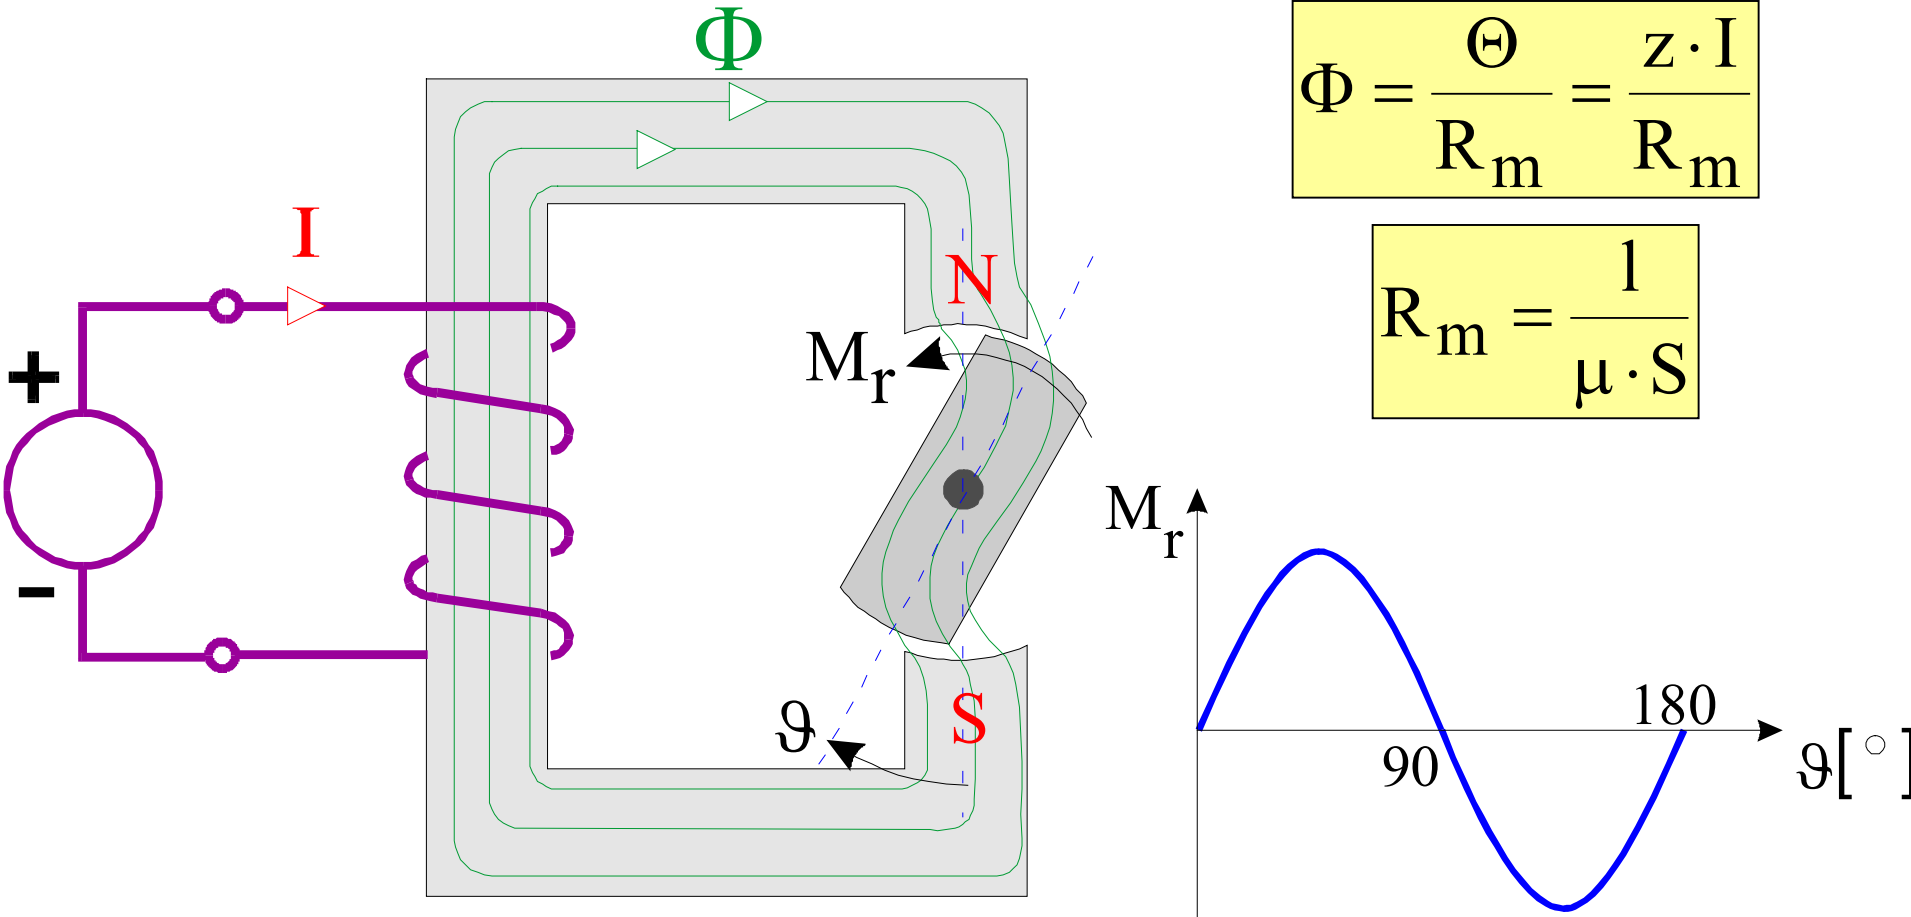 Φ
I
+
-
N
S
M_r
ϑ
Φ = Θ / R_m = z · I / R_m
R_m = l / μ · S
M_r
90
180
ϑ[°]